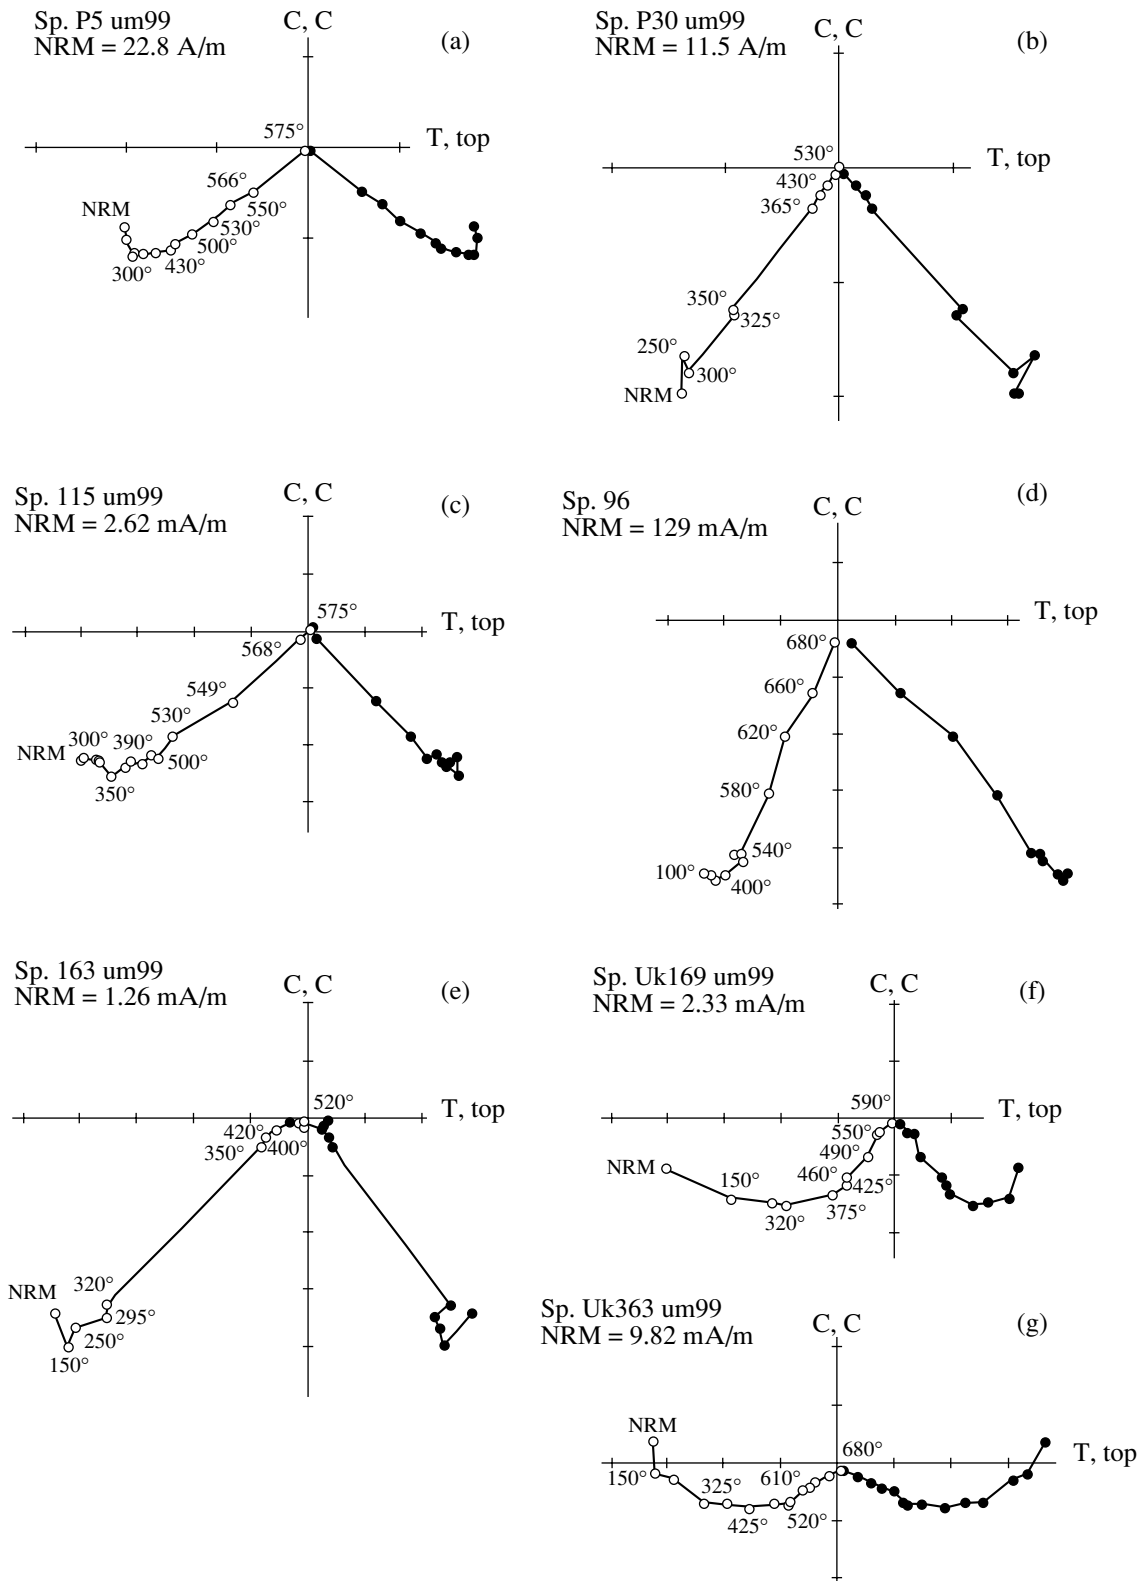 Sp. P5 um99
NRM = 22.8 A/m
C, C
(a)
T, top
575°
566°
550°
530°
500°
430°
300°
NRM
Sp. P30 um99
NRM = 11.5 A/m
C, C
(b)
T, top
530°
430°
365°
350°
325°
250°
300°
NRM
Sp. 115 um99
NRM = 2.62 mA/m
C, C
(c)
T, top
575°
568°
549°
530°
NRM
300°
390°
500°
350°
Sp. 96
NRM = 129 mA/m
C, C
(d)
T, top
680°
660°
620°
580°
540°
100°
400°
Sp. 163 um99
NRM = 1.26 mA/m
C, C
(e)
T, top
520°
420°
350°
400°
320°
NRM
295°
250°
150°
Sp. Uk169 um99
NRM = 2.33 mA/m
C, C
(f)
T, top
590°
550°
490°
460°
425°
NRM
150°
320°
375°
Sp. Uk363 um99
NRM = 9.82 mA/m
C, C
(g)
T, top
NRM
680°
150°
325°
610°
425°
520°